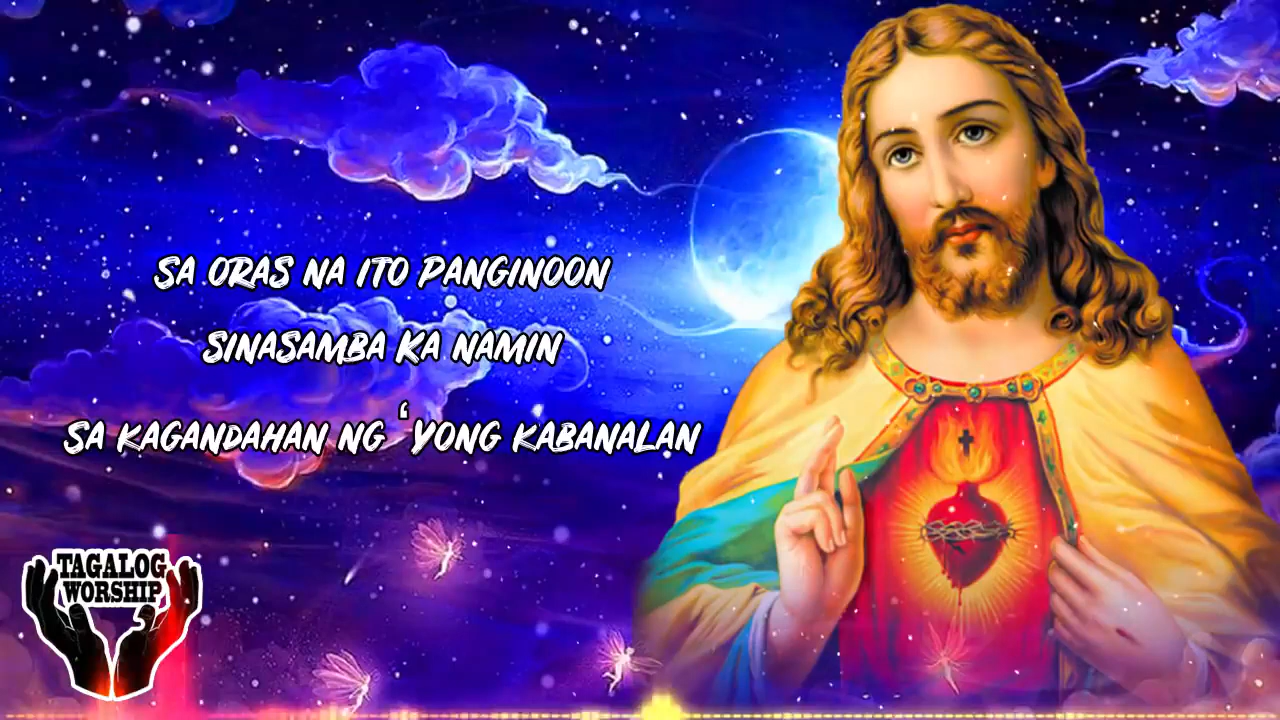 SA ORAS NA ITO PANGINOON
SINASAMBA KA NAMIN
SA KAGANDAHAN NG ‘YONG KABANALAN
TAGALOG
WORSHIP